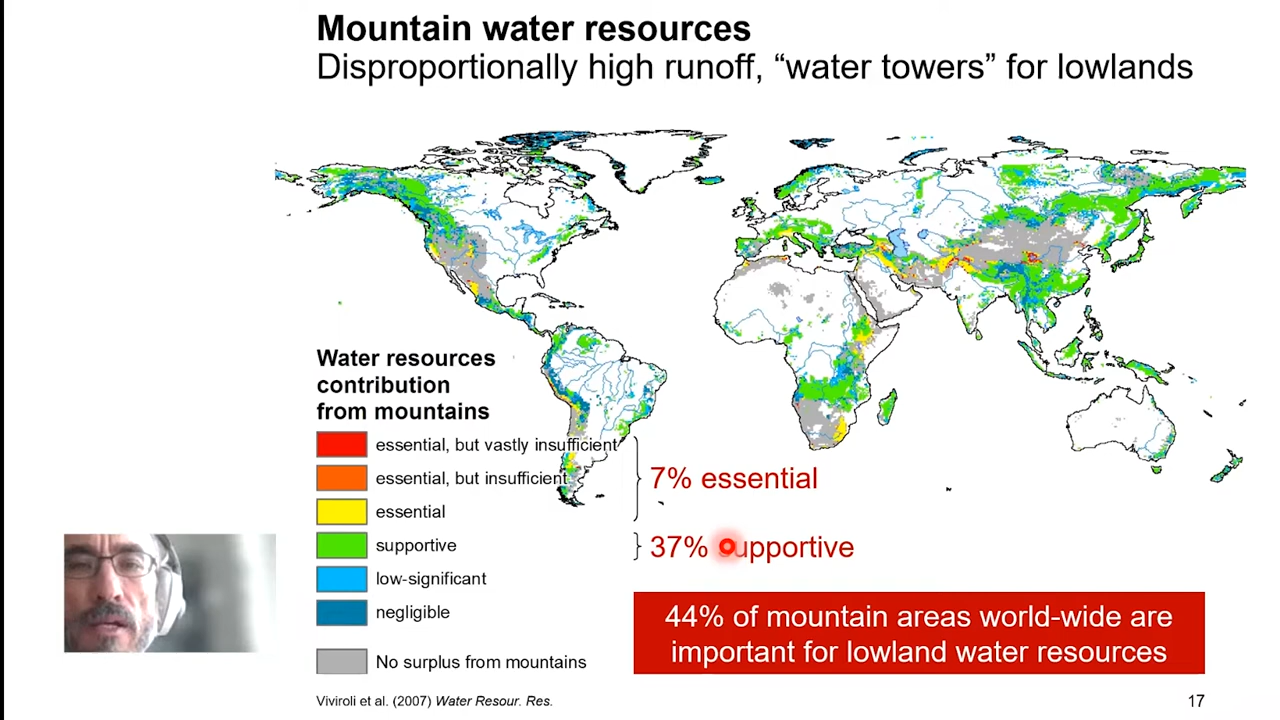 Mountain water resources
Disproportionally high runoff, “water towers” for lowlands
Water resources
contribution
from mountains
essential, but vastly insufficient
essential, but insufficient
essential
supportive
low-significant
negligible
No surplus from mountains
7% essential
37% supportive
44% of mountain areas world-wide are
important for lowland water resources
Viviroli et al. (2007) Water Resour. Res.
17